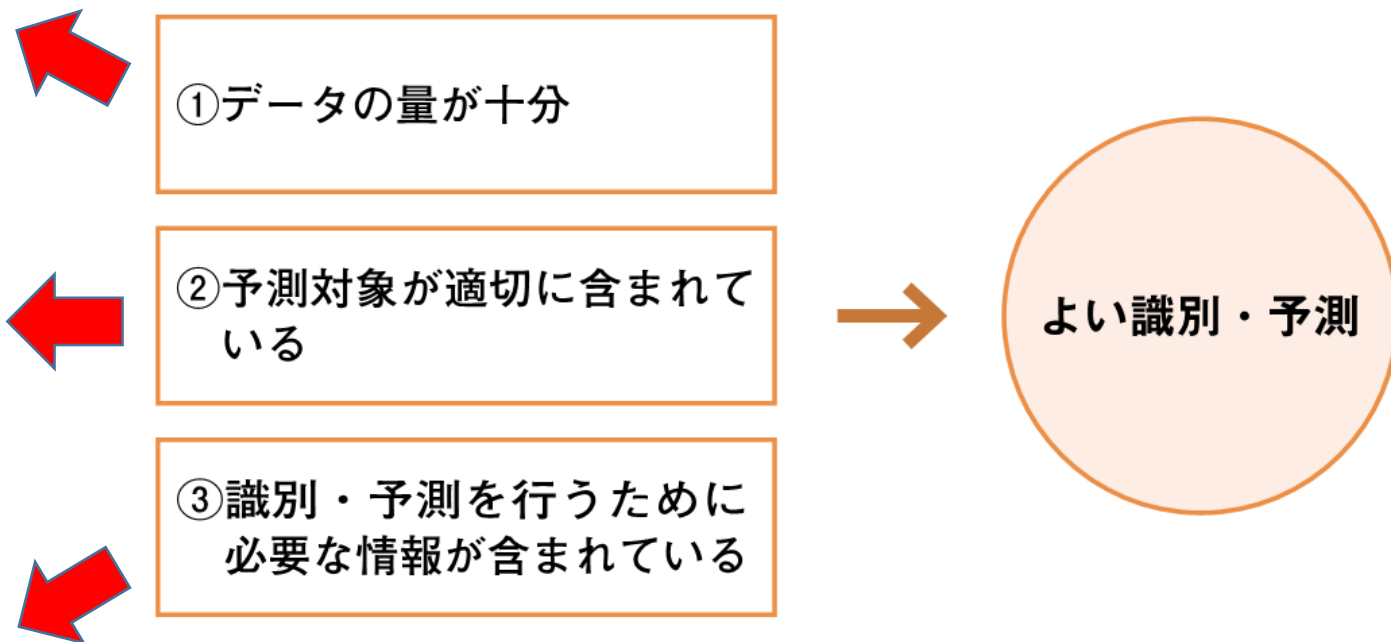 ①データの量が十分
②予測対象が適切に含まれて
いる
③識別・予測を行うために
必要な情報が含まれている
よい識別・予測